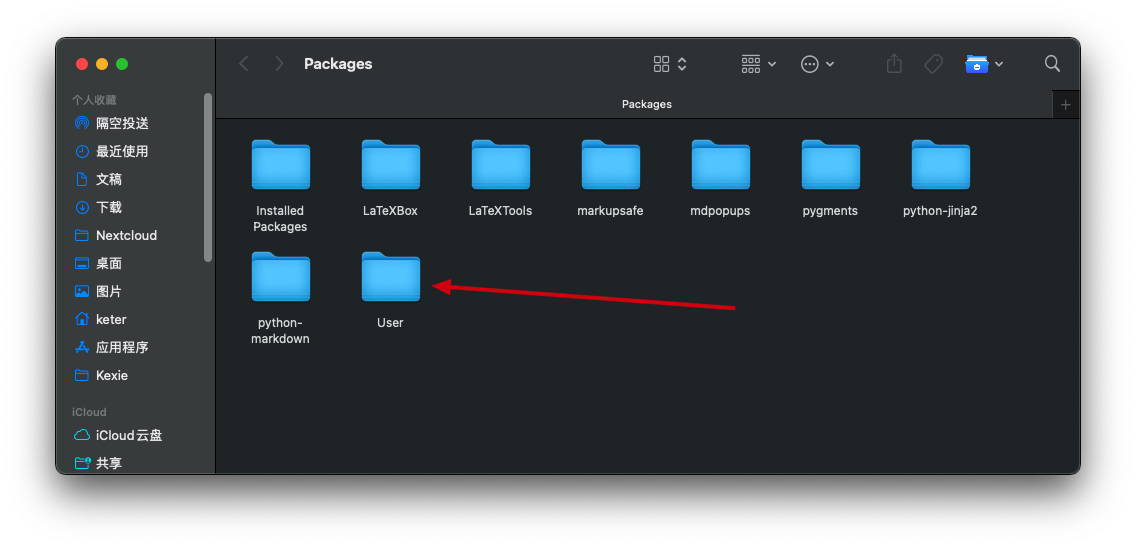 Packages
Packages
个人收藏
隔空投送
最近使用
文稿
下载
Nextcloud
桌面
图片
keter
应用程序
Kexie
iCloud
iCloud云盘
共享
Installed
Packages
LaTeXBox
LaTeXTools
markupsafe
mdpopups
pygments
python-jinja2
python-
markdown
User